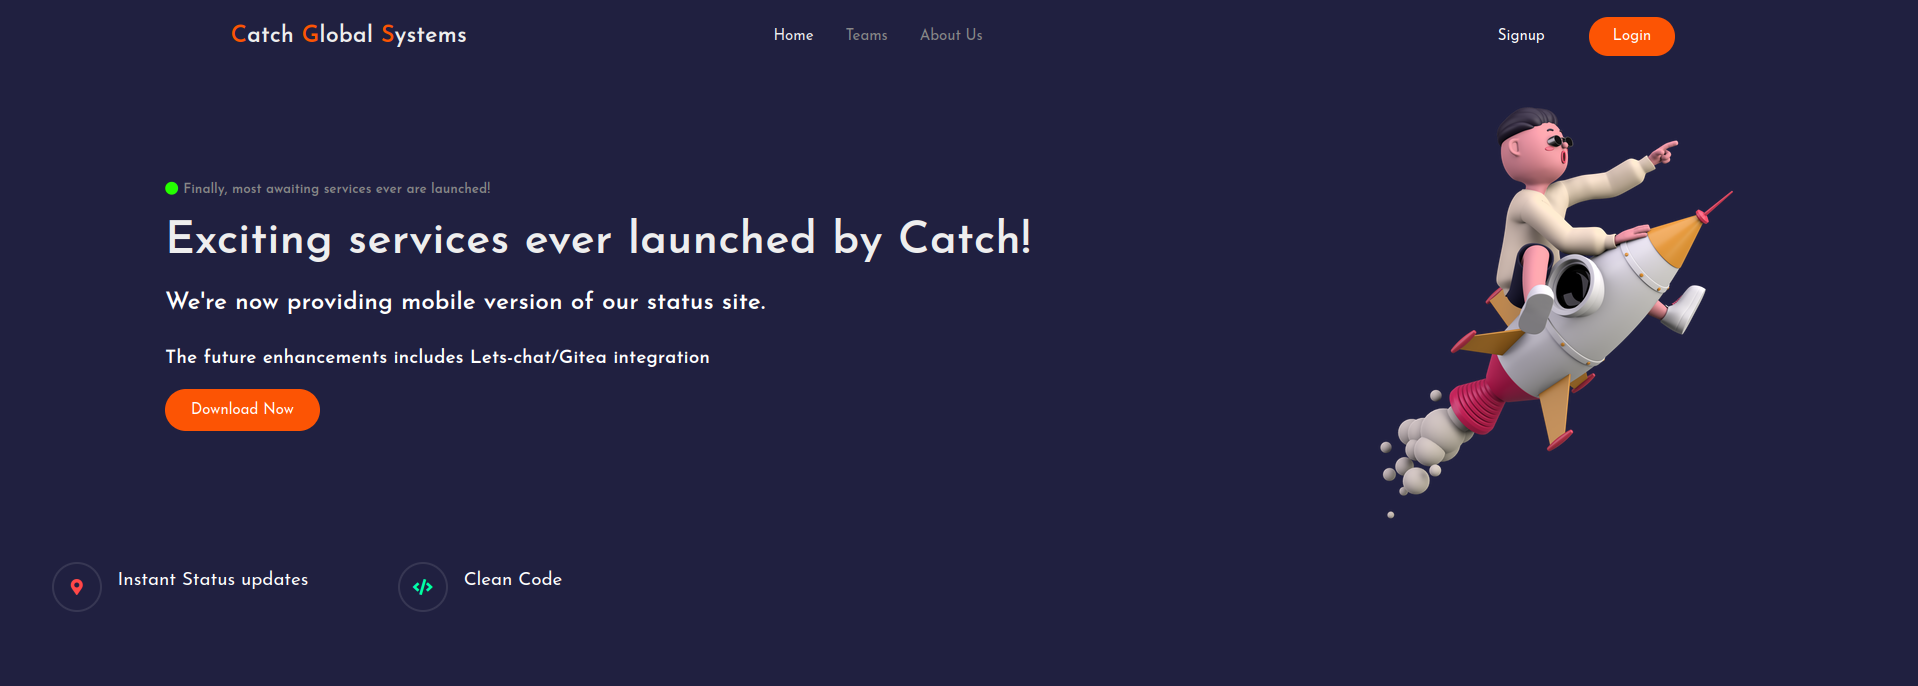 Catch Global Systems
Home
Teams
About Us
Signup
Login
Finally, most awaiting services ever are launched!
Exciting services ever launched by Catch!
We're now providing mobile version of our status site.
The future enhancements includes Lets-chat/Gitea integration
Download Now
Instant Status updates
Clean Code